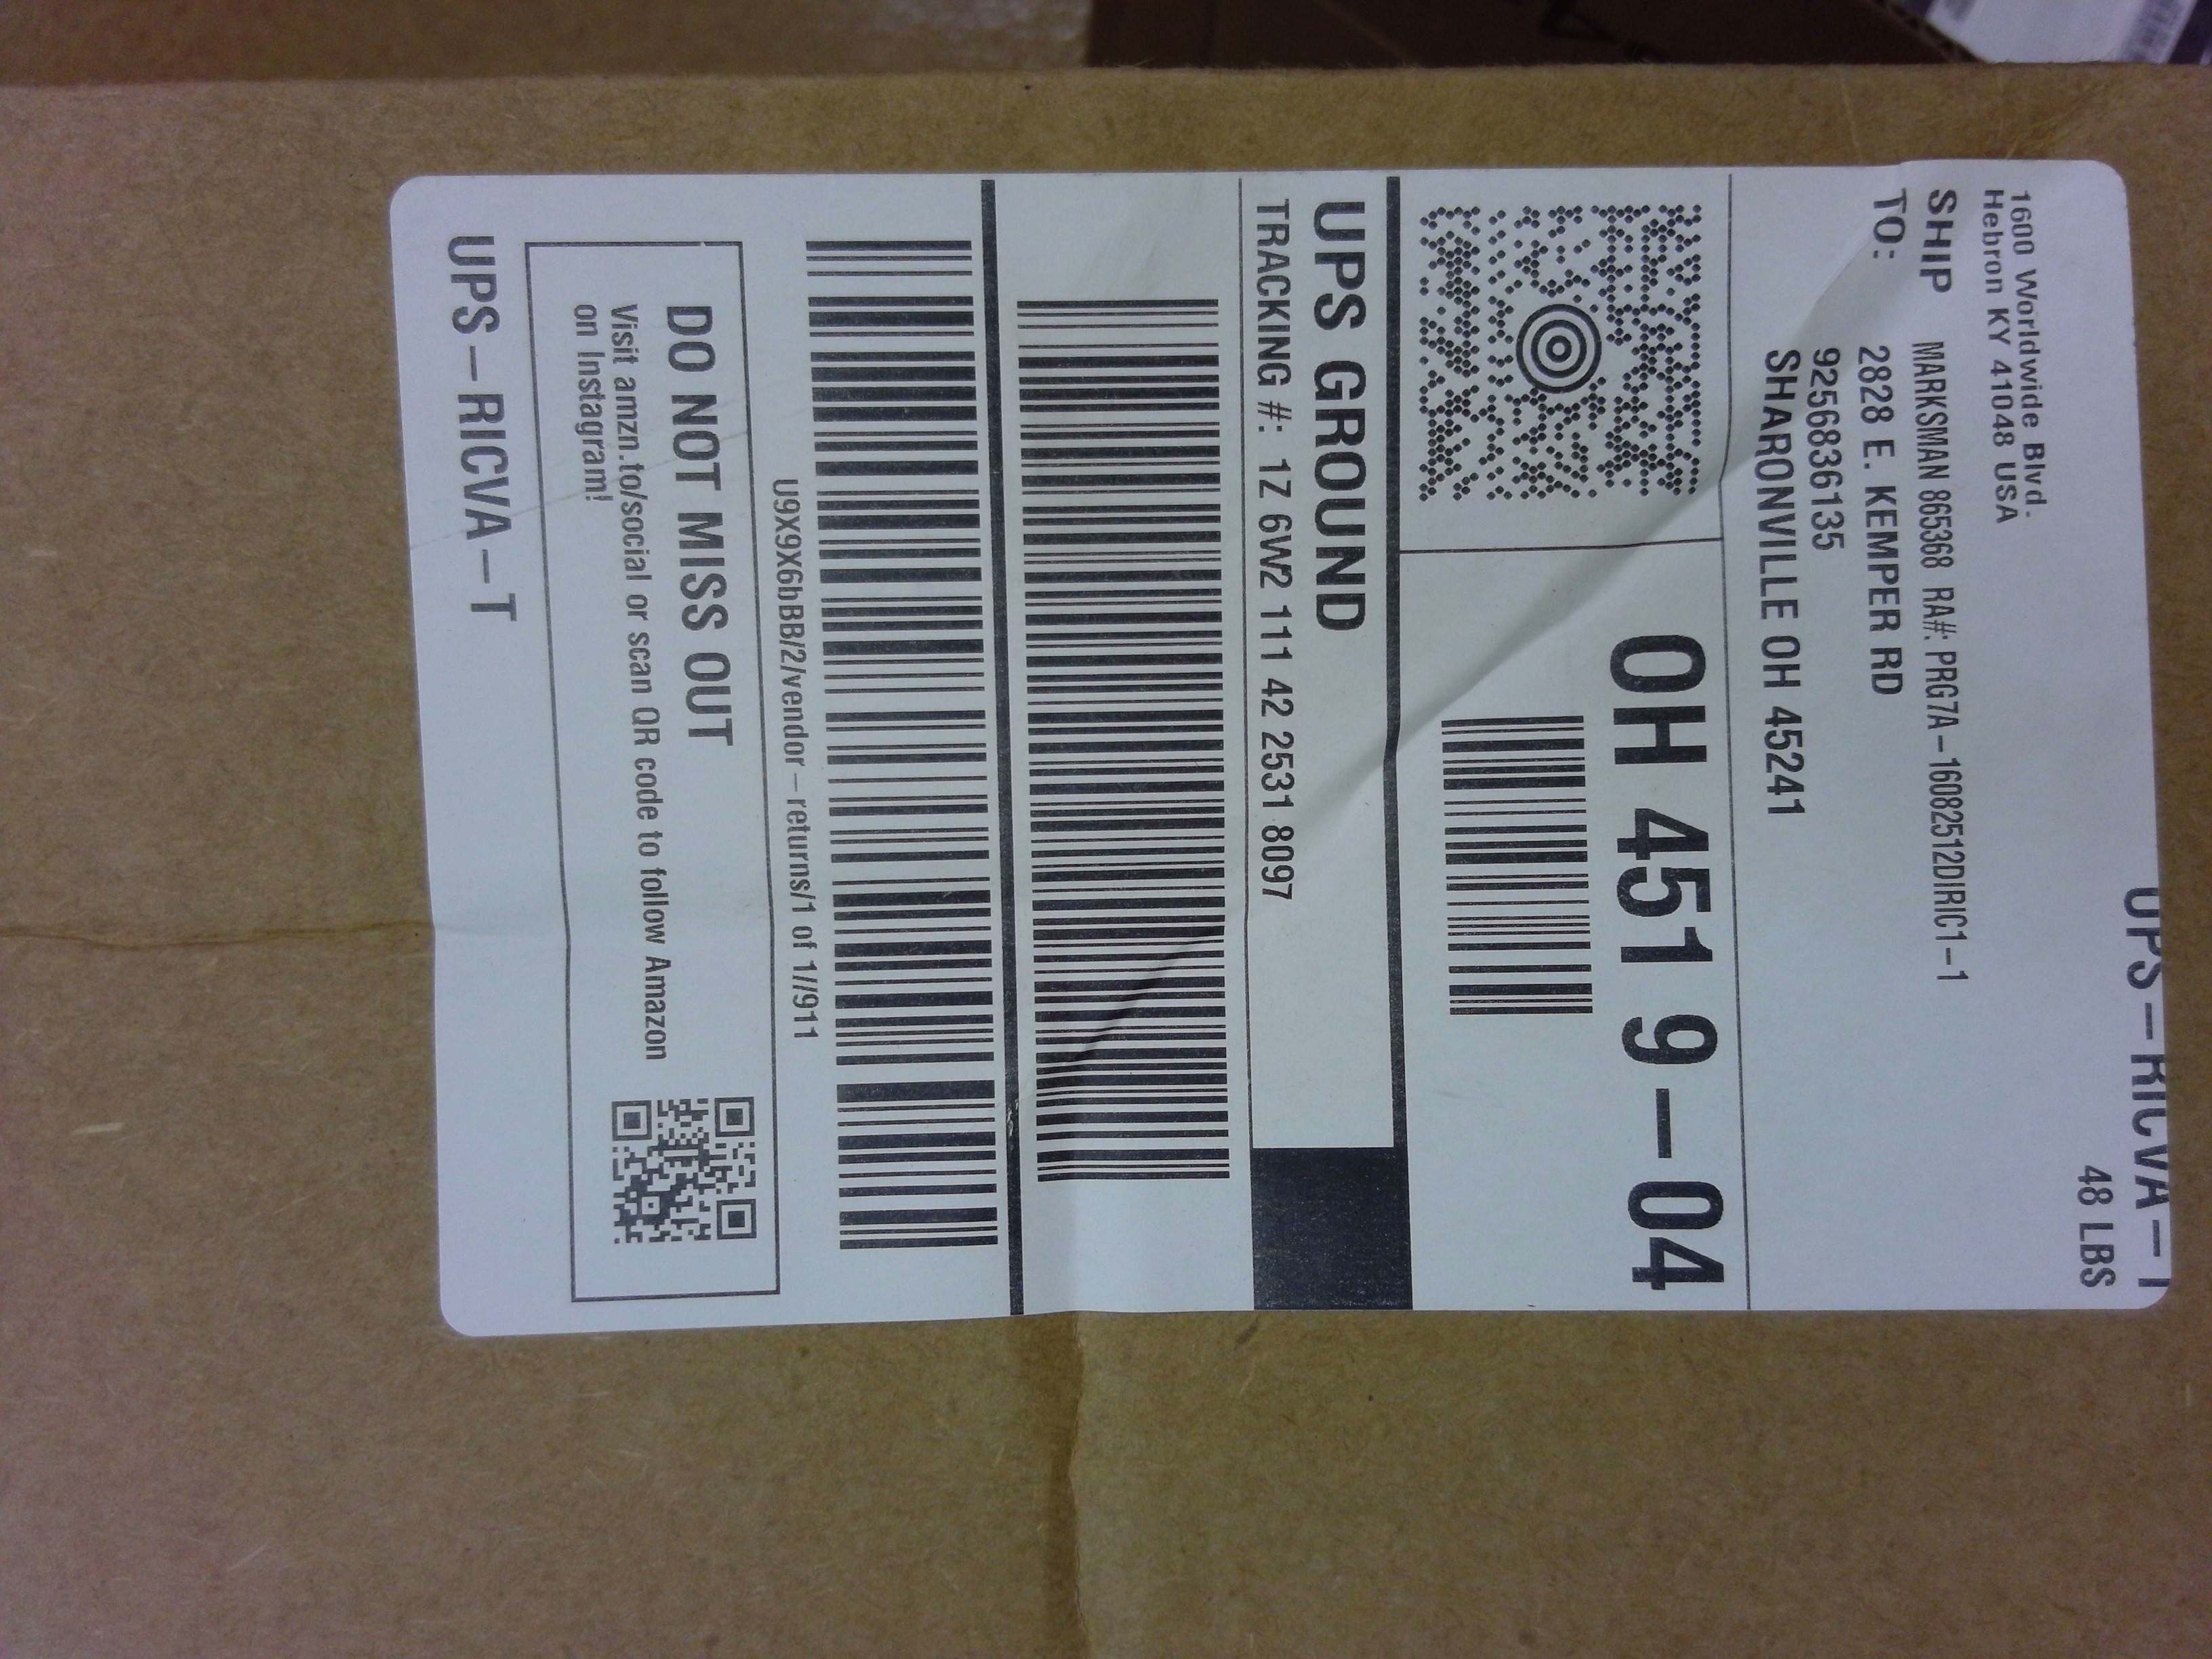 UPS-RICVA-T
48 LBS
1600 Worldwide Blvd.
Hebron KY 41048 USA
SHIP TO:
MARKSMAN 865368 RA#: PRG7A-16082512DIRIC1-1
2828 E. KEMPER RD
9256836135
SHARONVILLE OH 45241
OH 451 9-04
UPS GROUND
TRACKING #: 1Z 6W2 111 42 2531 8097
U9X9X6hBB/2/vendor-returns/1 of 1//911
DO NOT MISS OUT
Visit amzn.to/social or scan QR code to follow Amazon
on Instagram!
UPS-RICVA-T